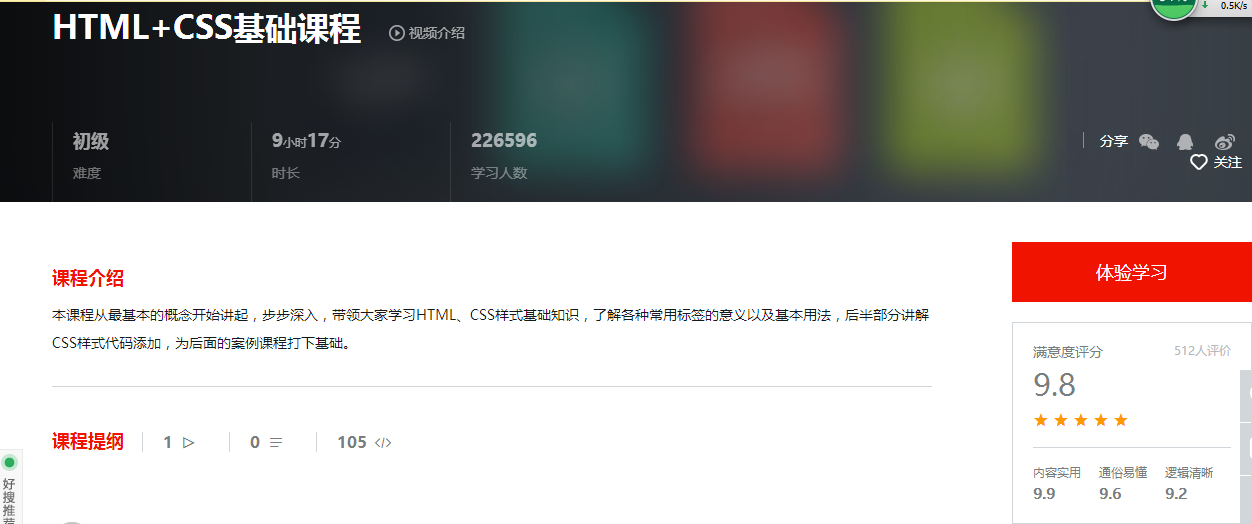 0.5K/s
HTML+CSS基础课程
视频介绍
初级
难度
9小时17分
时长
226596
学习人数
分享
关注
课程介绍
本课程从最基本的概念开始讲起，步步深入，带领大家学习HTML、CSS样式基础知识，了解各种常用标签的意义以及基本用法，后半部分讲解
CSS样式代码添加，为后面的案例课程打下基础。
体验学习
满意度评分
512人评价
9.8
内容实用
通俗易懂
逻辑清晰
9.9
9.6
9.2
课程提纲
1
0
105
好
搜
推
荐